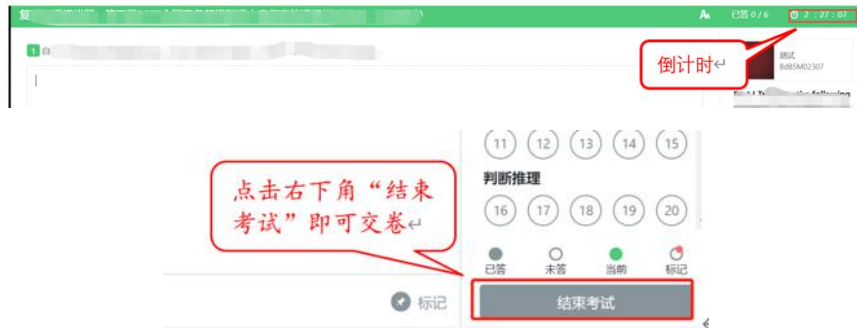 已答 0 / 6
2 : 27 : 07
1
倒计时
测试
BdBSM02307
11 12 13 14 15
判断推理
16 17 18 19 20
点击右下角“结束
考试”即可交卷
已答 未答 当前 标记
标记
结束考试